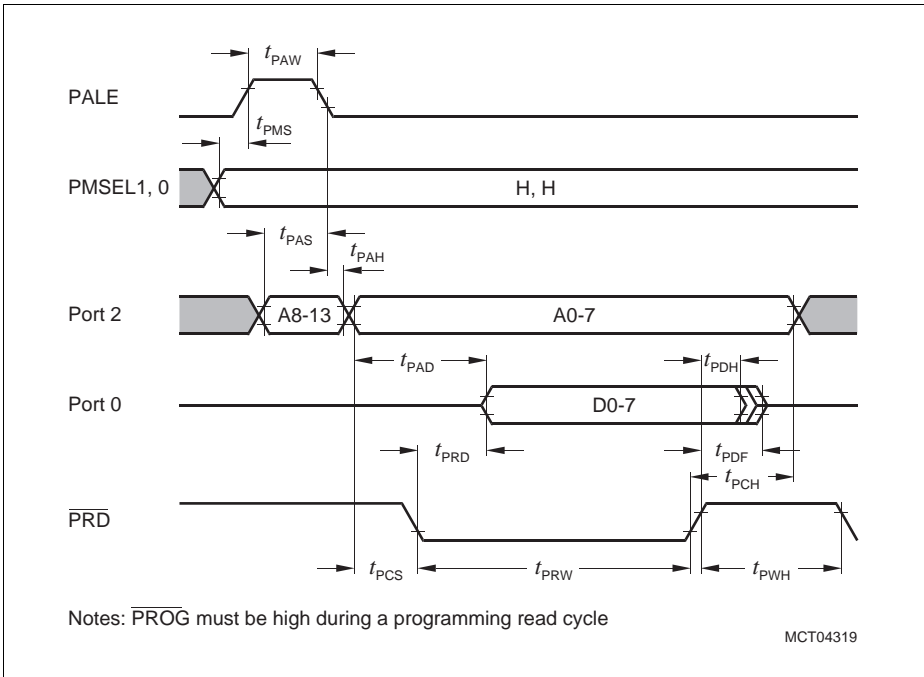 tPAW
PALE
tPMS
PMSEL1, 0
H, H
tPAS
tPAH
Port 2
A8-13
A0-7
tPAD
tPDH
Port 0
D0-7
tPRD
tPDF
tPCH
PRD
tPCS
tPRW
tPWH
Notes: PROG must be high during a programming read cycle
MCT04319